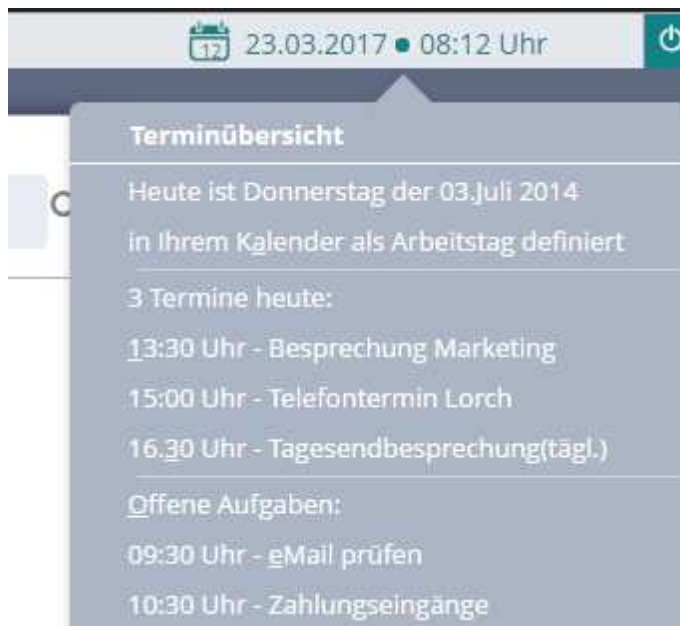 12 23.03.2017 ● 08:12 Uhr
Terminübersicht
Heute ist Donnerstag der 03.Juli 2014
in Ihrem Kalender als Arbeitstag definiert
3 Termine heute:
13:30 Uhr - Besprechung Marketing
15:00 Uhr - Telefontermin Lorch
16.30 Uhr - Tagesendbesprechung(tägl.)
Offene Aufgaben:
09:30 Uhr - eMail prüfen
10:30 Uhr - Zahlungseingänge